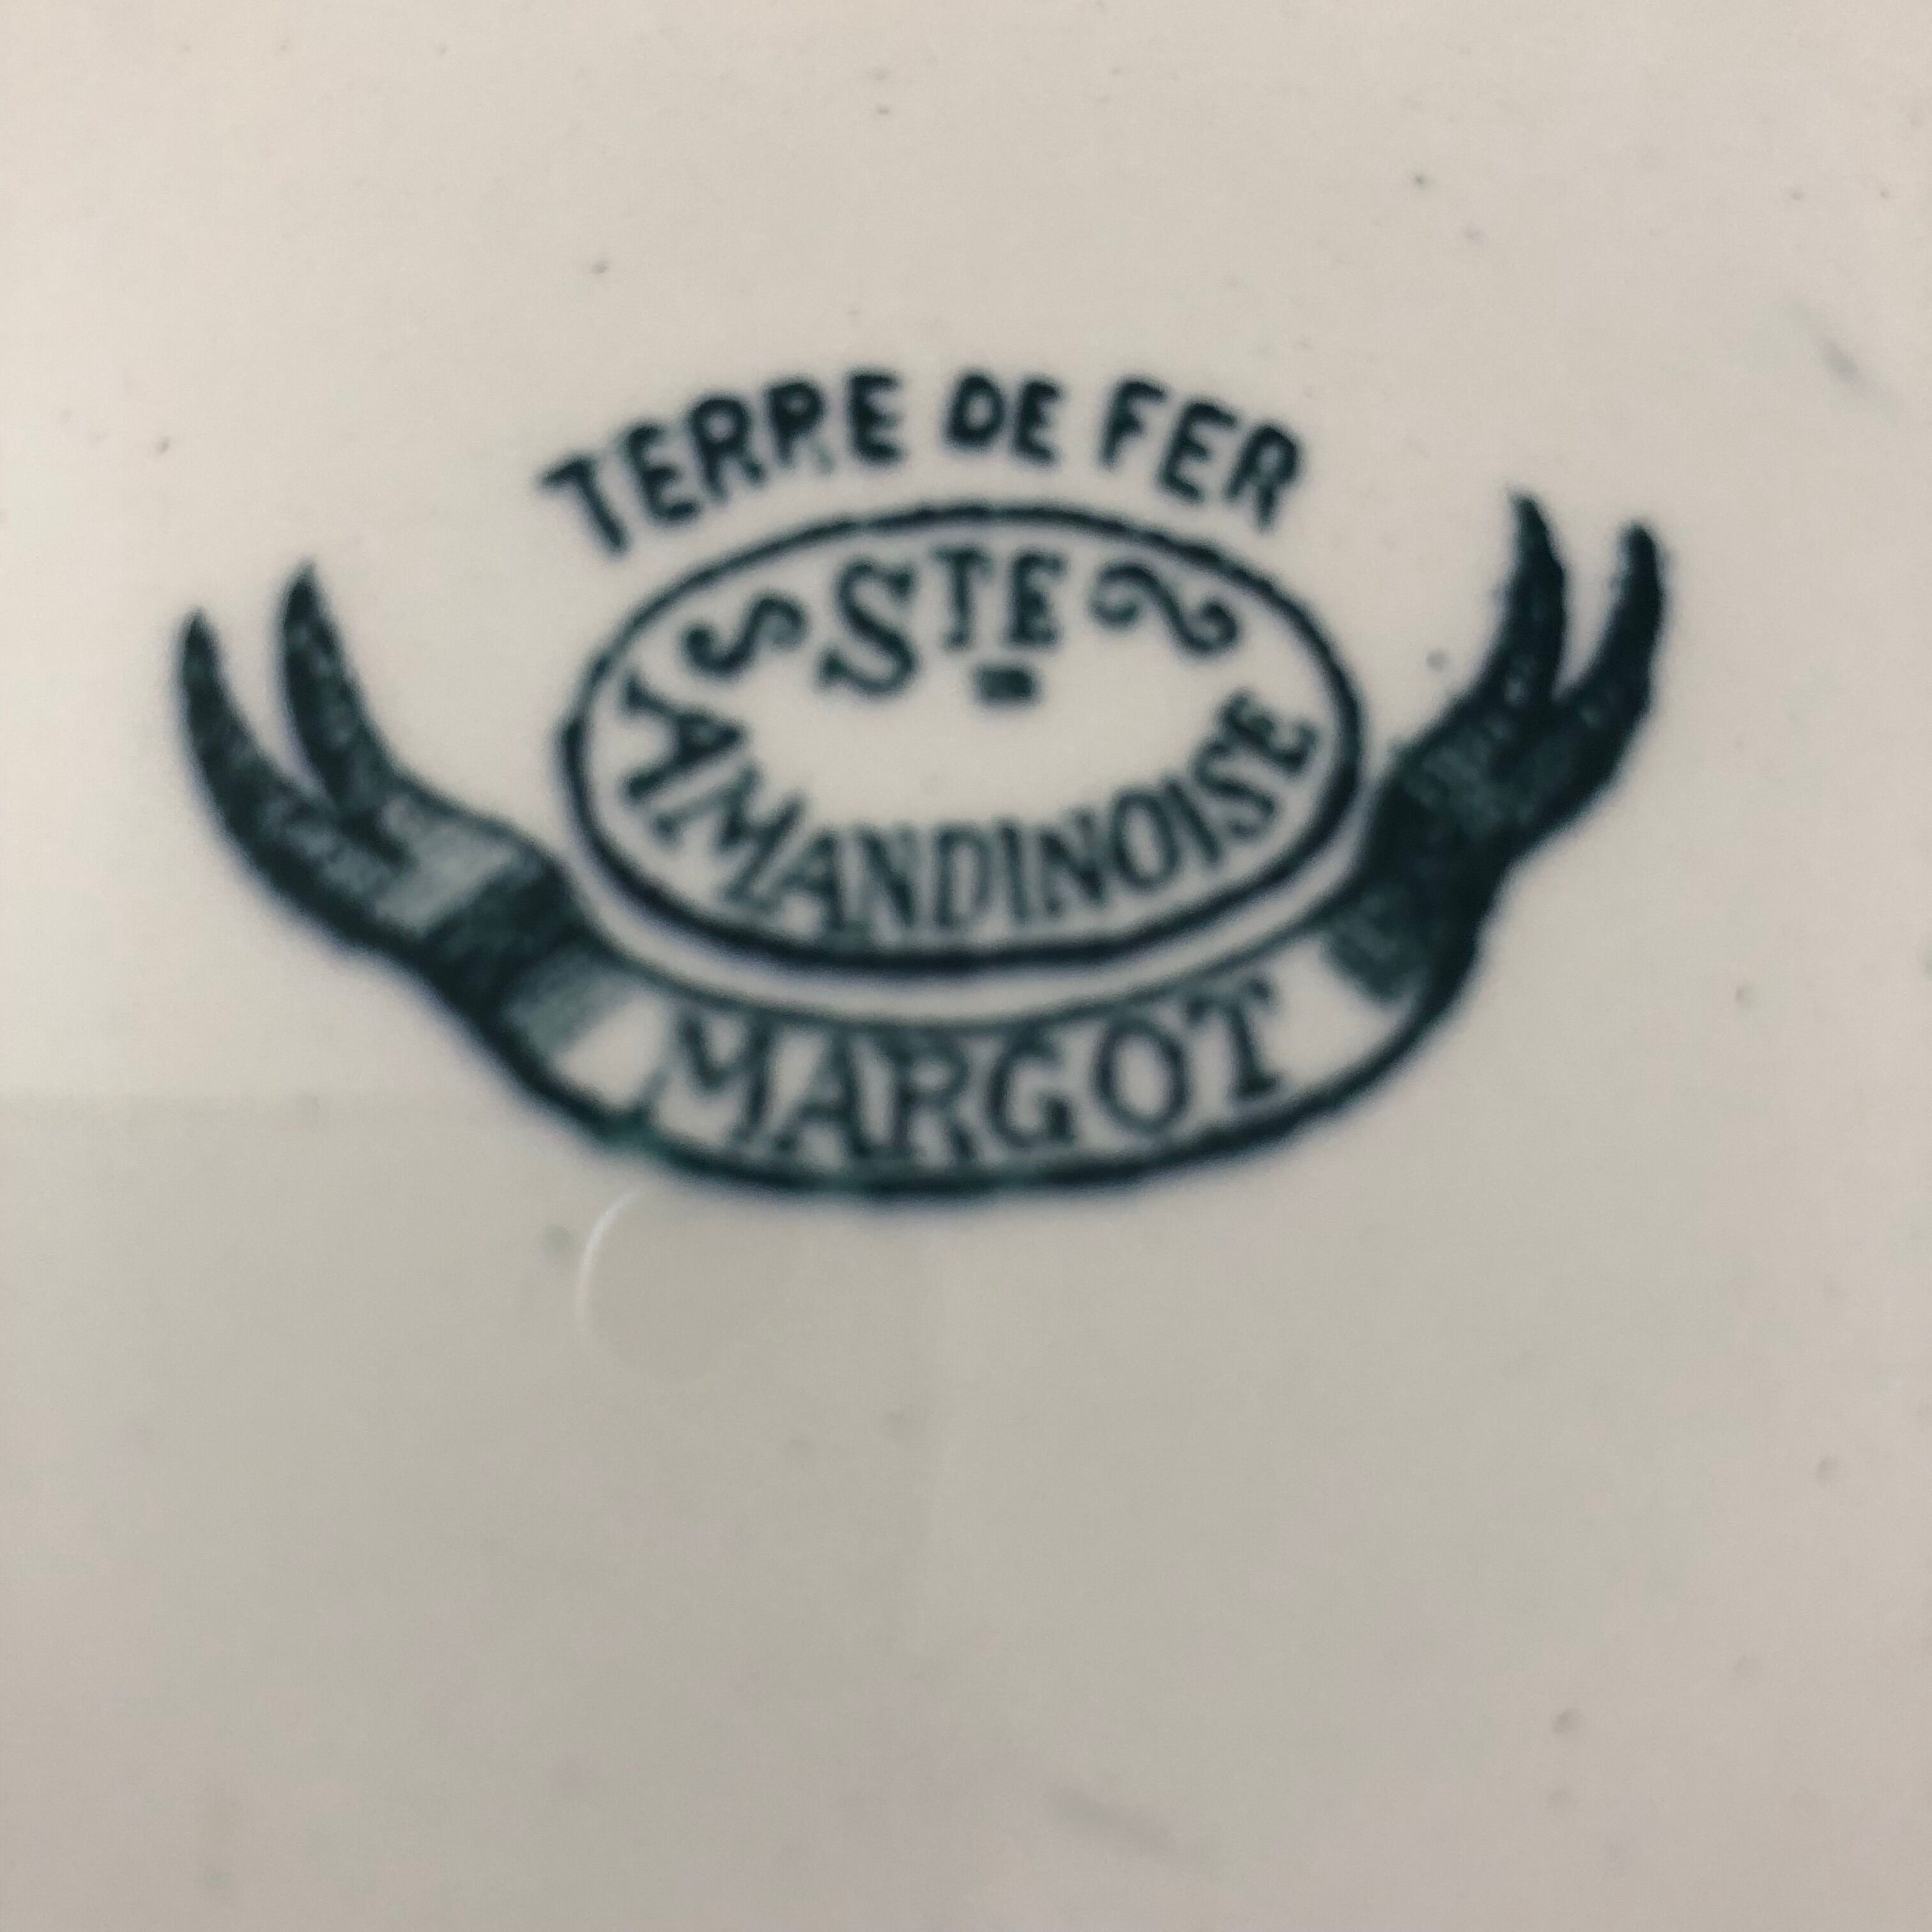 TERRE DE FER
STE
AMANDINOISE
MARGOT